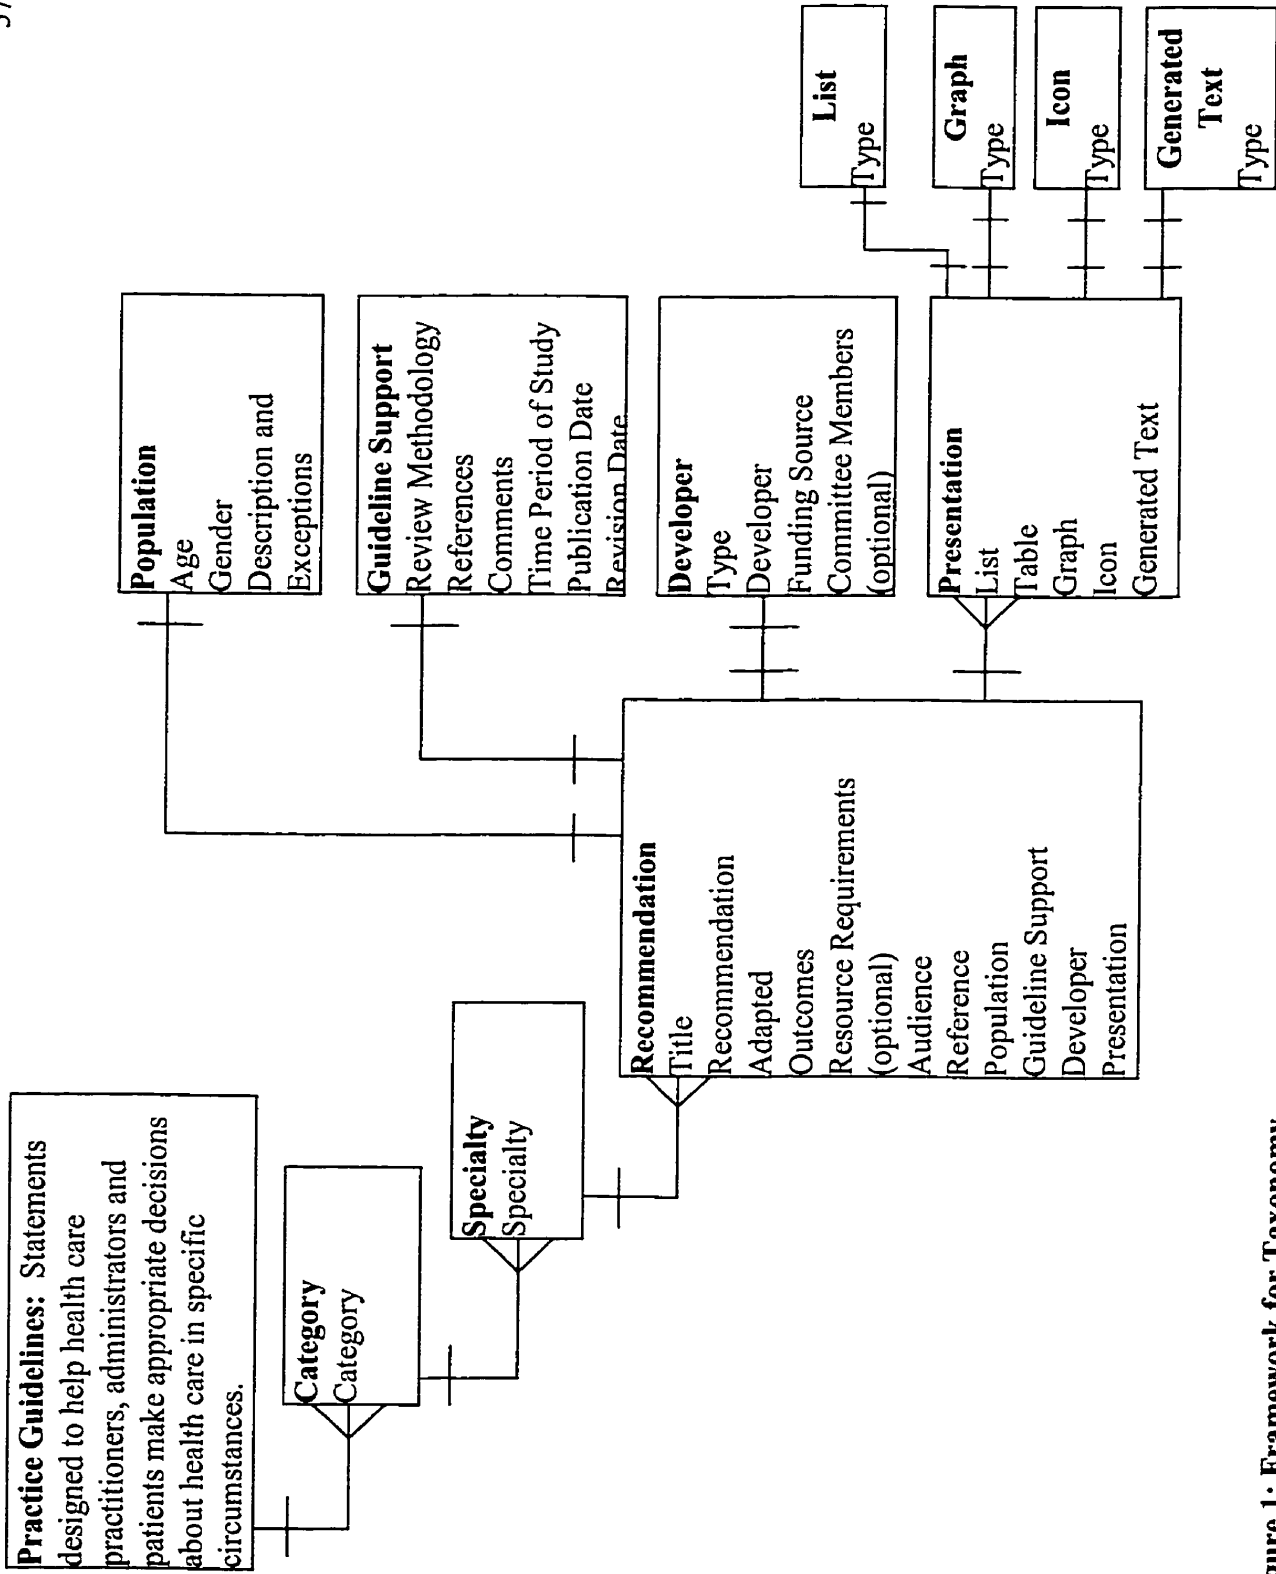 Practice Guidelines: Statements
designed to help health care
practitioners, administrators and
patients make appropriate decisions
about health care in specific
circumstances.
Category
Category
Specialty
Specialty
Recommendation
Title
Recommendation
Adapted
Outcomes
Resource Requirements
(optional)
Audience
Reference
Population
Guideline Support
Developer
Presentation
Population
Age
Gender
Description and
Exceptions
Guideline Support
Review Methodology
References
Comments
Time Period of Study
Publication Date
Revision Date
Developer
Type
Developer
Funding Source
Committee Members
(optional)
Presentation
List
Table
Graph
Icon
Generated Text
List
Type
Graph
Type
Icon
Type
Generated
Text
Type
1: Framework for Taxonomy